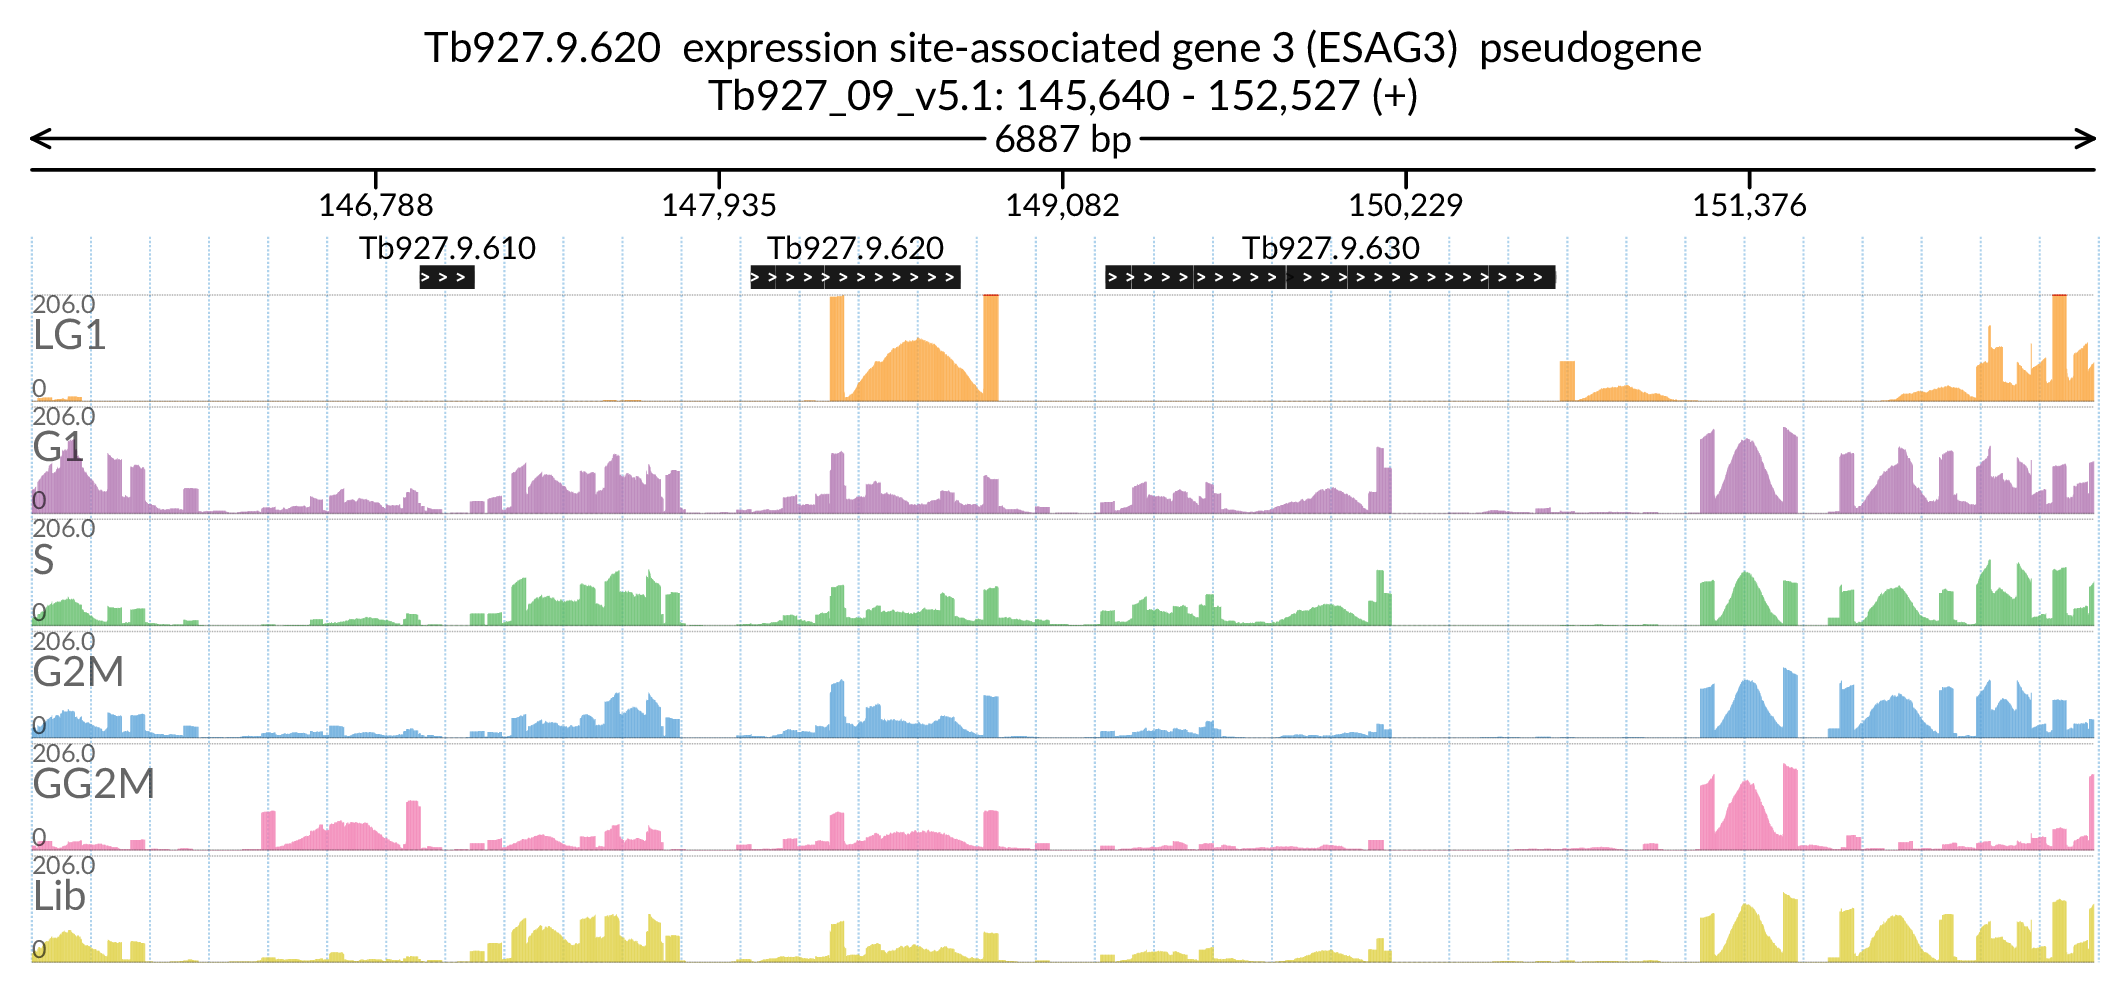 Tb927.9.620 expression site-associated gene 3 (ESAG3) pseudogene
Tb927_09_v5.1: 145,640 - 152,527 (+)
6887 bp
146,788 147,935 149,082 150,229 151,376
Tb927.9.610 Tb927.9.620 Tb927.9.630
206.0
LG1
0
206.0
G1
0
206.0
S
0
206.0
G2M
0
206.0
GG2M
0
206.0
Lib
0